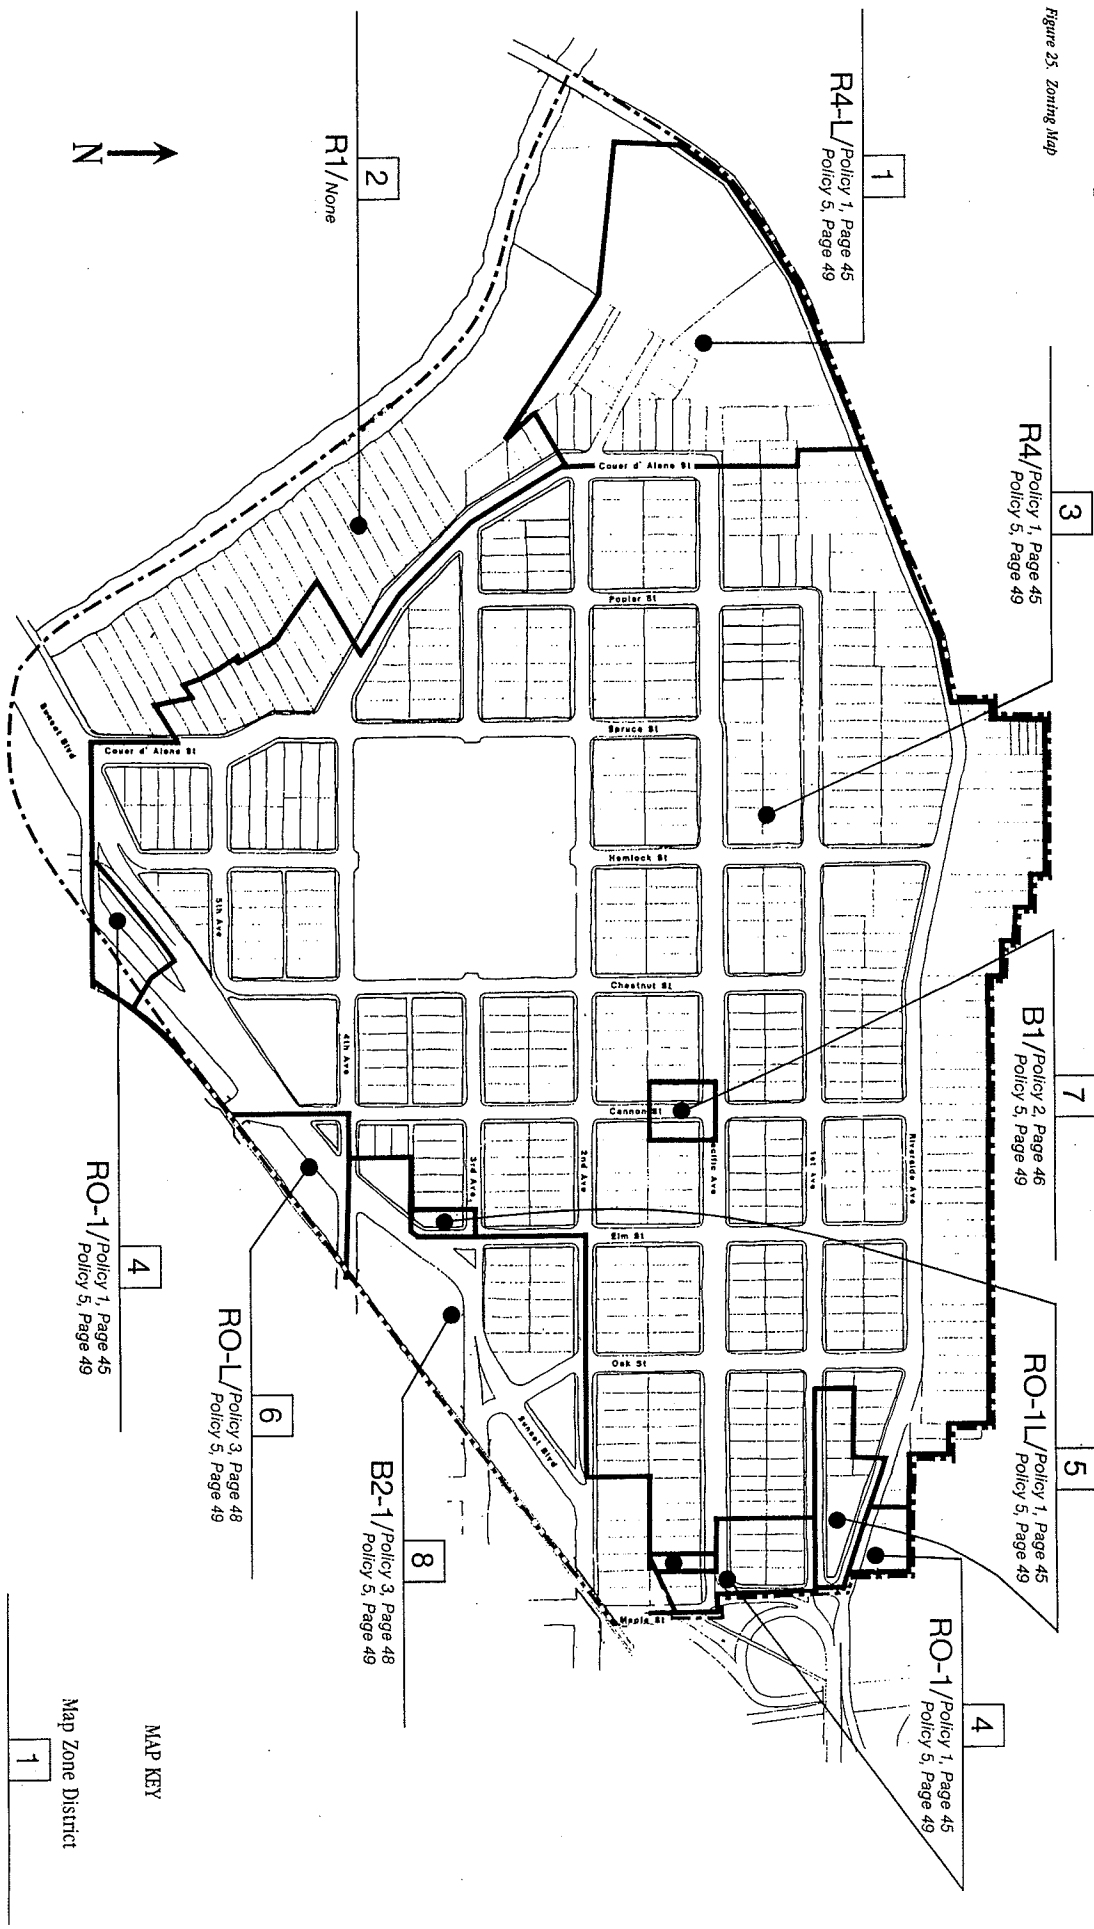 Figure 25. Zoning Map
1
R4-L/Policy 1, Page 45
Policy 5, Page 49
3
R4/Policy 1, Page 45
Policy 5, Page 49
7
B1/Policy 2, Page 46
Policy 5, Page 49
5
RO-1L/Policy 1, Page 45
Policy 5, Page 49
4
RO-1/Policy 1, Page 45
Policy 5, Page 49
2
R1/None
N
4
RO-1/Policy 1, Page 45
Policy 5, Page 49
6
RO-L/Policy 3, Page 48
Policy 5, Page 49
8
B2-1/Policy 3, Page 48
Policy 5, Page 49
Couer d' Alene St
Poplar St
Spruce St
Hemlock St
Chestnut St
Cannon St
Elm St
Oak St
Maple St
Riverside Ave
1st Ave
acific Ave
2nd Ave
3rd Ave
4th Ave
5th Ave
Sunset Blvd
Couer d' Alene St
Sunset Blvd
MAP KEY
Map Zone District
1